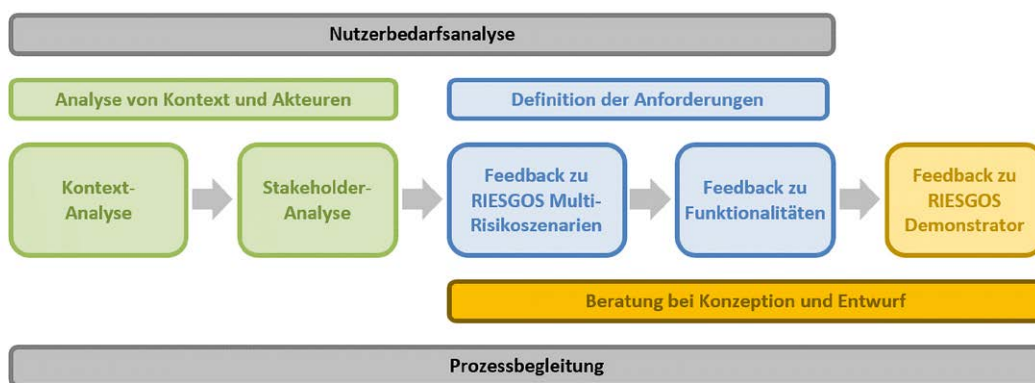 Nutzerbedarfsanalyse
Analyse von Kontext und Akteuren
Definition der Anforderungen
Kontext-
Analyse
Stakeholder-
Analyse
Feedback zu
RIESGOS Multi-
Risikoszenarien
Feedback zu
Funktionalitäten
Feedback zu
RIESGOS
Demonstrator
Beratung bei Konzeption und Entwurf
Prozessbegleitung